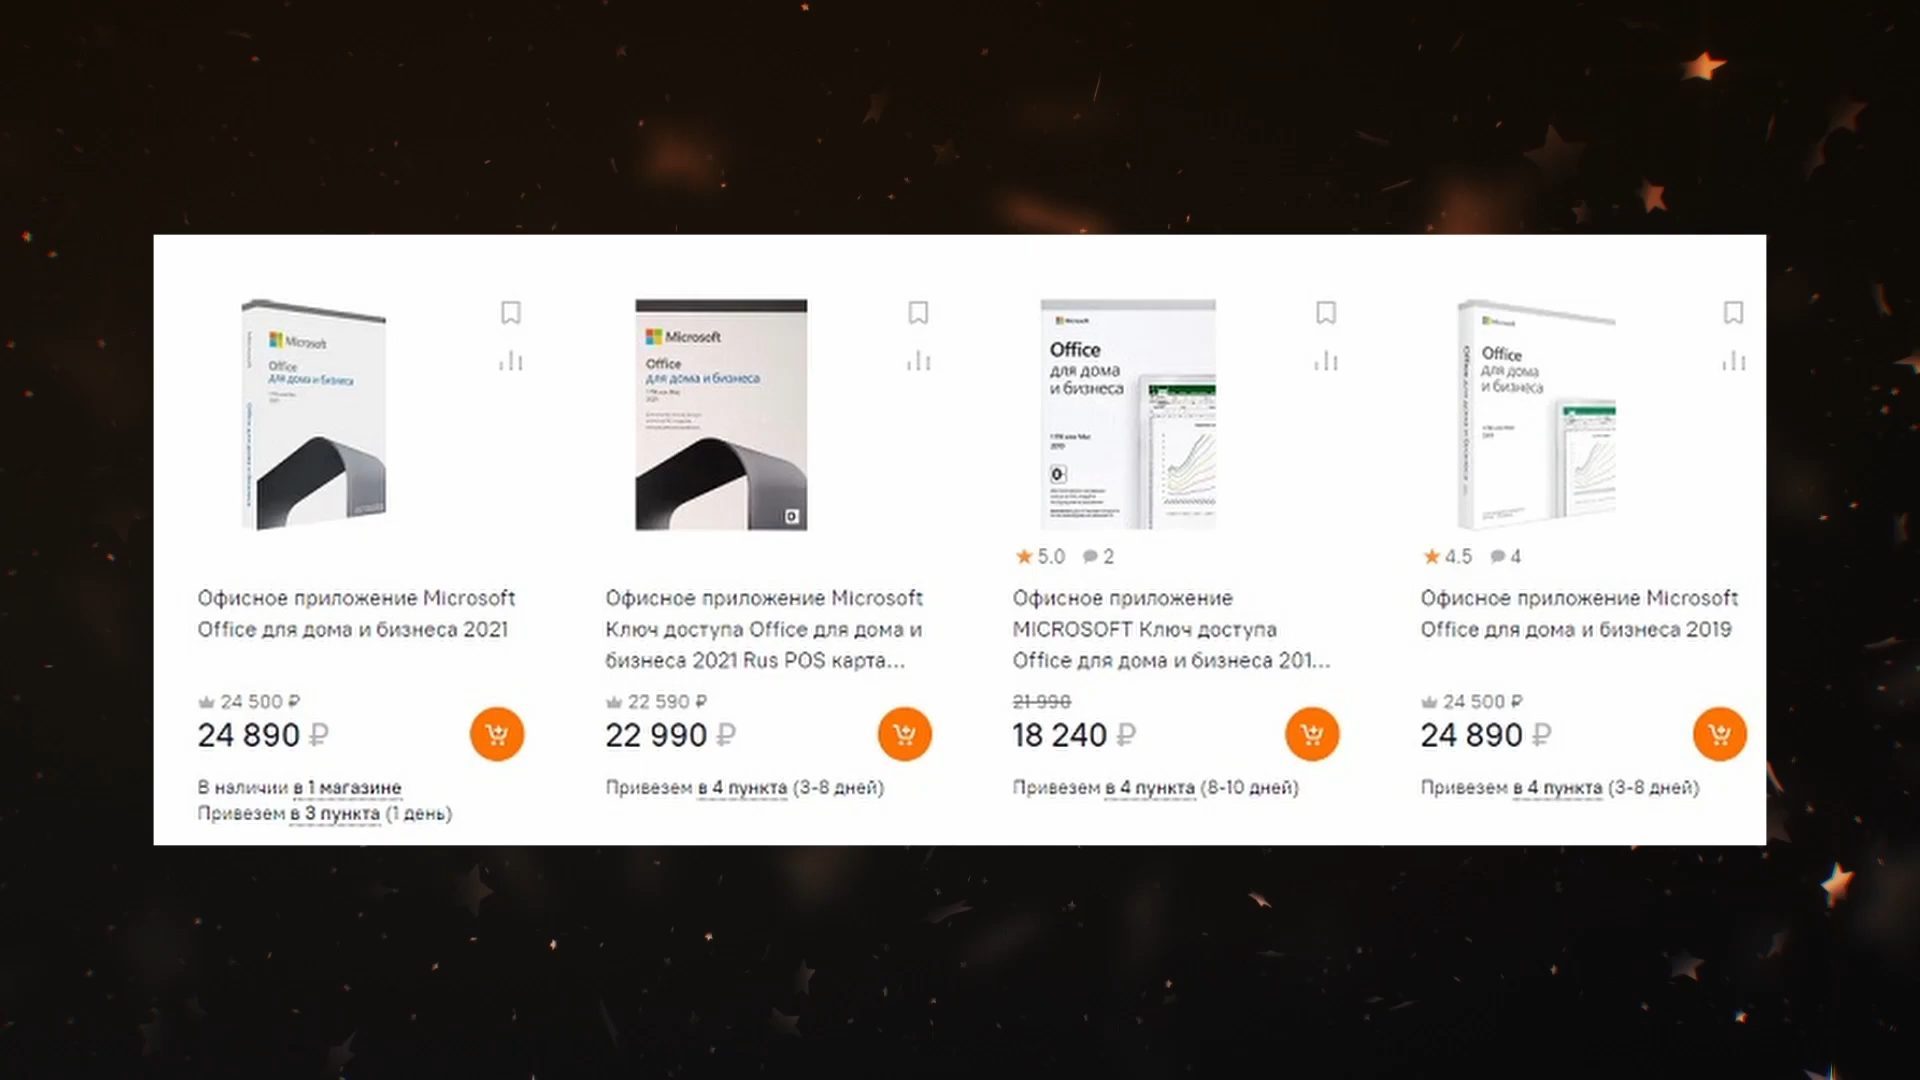 Microsoft
Office
для дома и бизнеса
Microsoft
Office
для дома и бизнеса
Microsoft
Office
для дома
и бизнеса
Microsoft
Office
для дома
и бизнеса
5.0 2
4.5 4
Офисное приложение Microsoft
Office для дома и бизнеса 2021
Офисное приложение Microsoft
Ключ доступа Office для дома и
бизнеса 2021 Rus POS карта...
Офисное приложение
MICROSOFT Ключ доступа
Office для дома и бизнеса 201...
Офисное приложение Microsoft
Office для дома и бизнеса 2019
24 500 ₽
24 890 ₽
22 590 ₽
22 990 ₽
21 990
18 240 ₽
24 500 ₽
24 890 ₽
В наличии в 1 магазине
Привезем в 3 пункта (1 день)
Привезем в 4 пункта (3-8 дней)
Привезем в 4 пункта (8-10 дней)
Привезем в 4 пункта (3-8 дней)